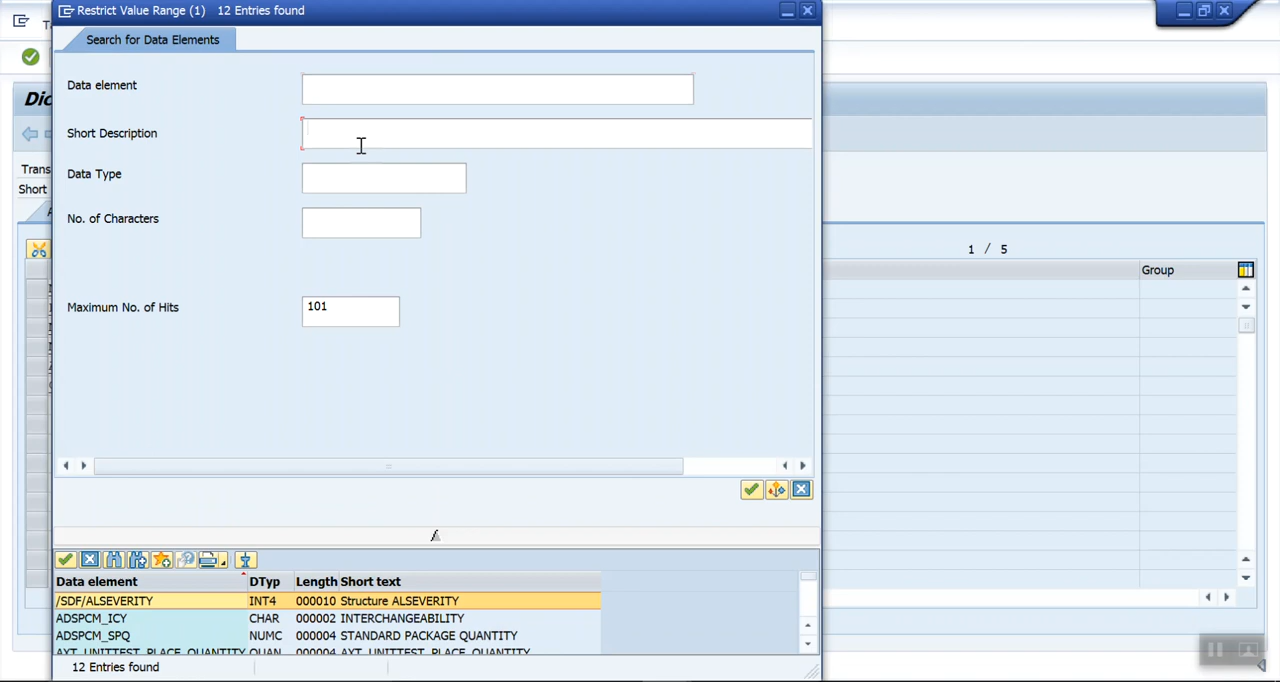 Restrict Value Range (1) 12 Entries found
Search for Data Elements
Data element
Dic
Short Description
Trans
Data Type
Short
No. of Characters
1 / 5
Group
Maximum No. of Hits 101
Data element DTyp Length Short text
/SDF/ALSEVERITY INT4 000010 Structure ALSEVERITY
ADSPCM_ICY CHAR 000002 INTERCHANGEABILITY
ADSPCM_SPQ NUMC 000004 STANDARD PACKAGE QUANTITY
AXT_UNITTEST_PLACE_QUANTITY QUAN 000004 AXT_UNITTEST_PLACE_QUANTITY
12 Entries found